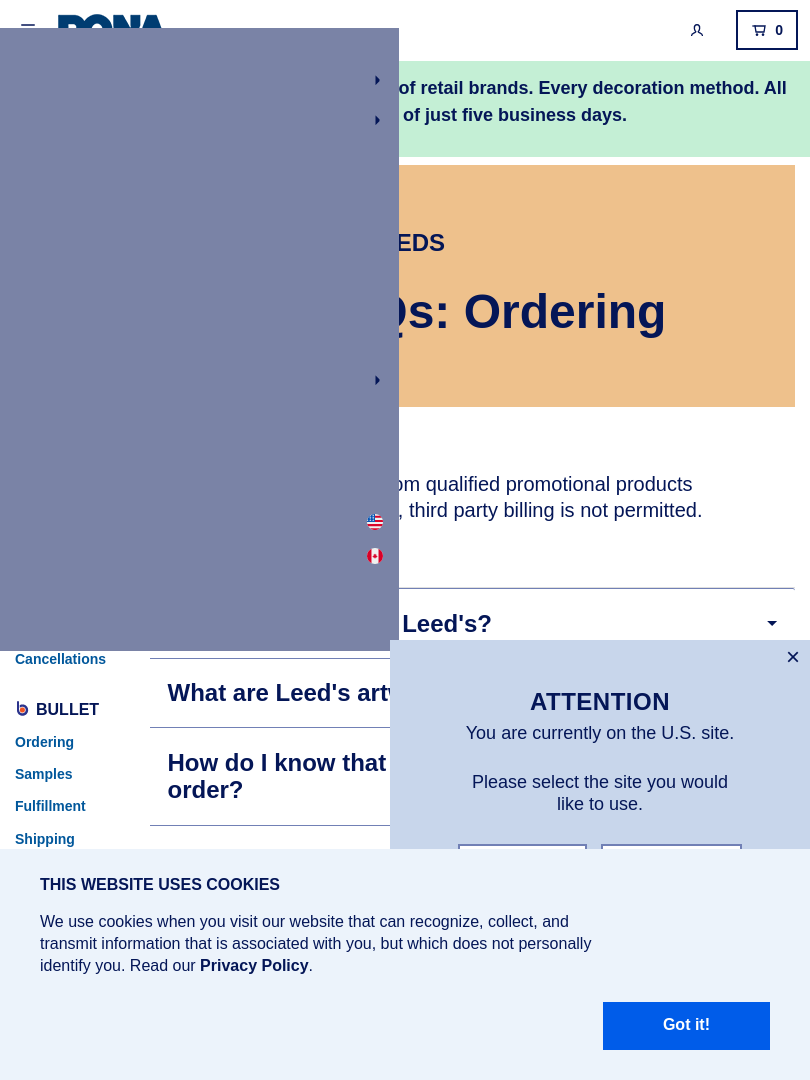 0
of retail brands. Every decoration method. All
of just five business days.
EDS
Qs: Ordering
om qualified promotional products
, third party billing is not permitted.
Leed's?
Cancellations
What are Leed's artw
BULLET
Ordering
How do I know that
order?
Samples
Fulfillment
Shipping
×
ATTENTION
You are currently on the U.S. site.
Please select the site you would
like to use.
THIS WEBSITE USES COOKIES
We use cookies when you visit our website that can recognize, collect, and
transmit information that is associated with you, but which does not personally
identify you. Read our Privacy Policy.
Got it!